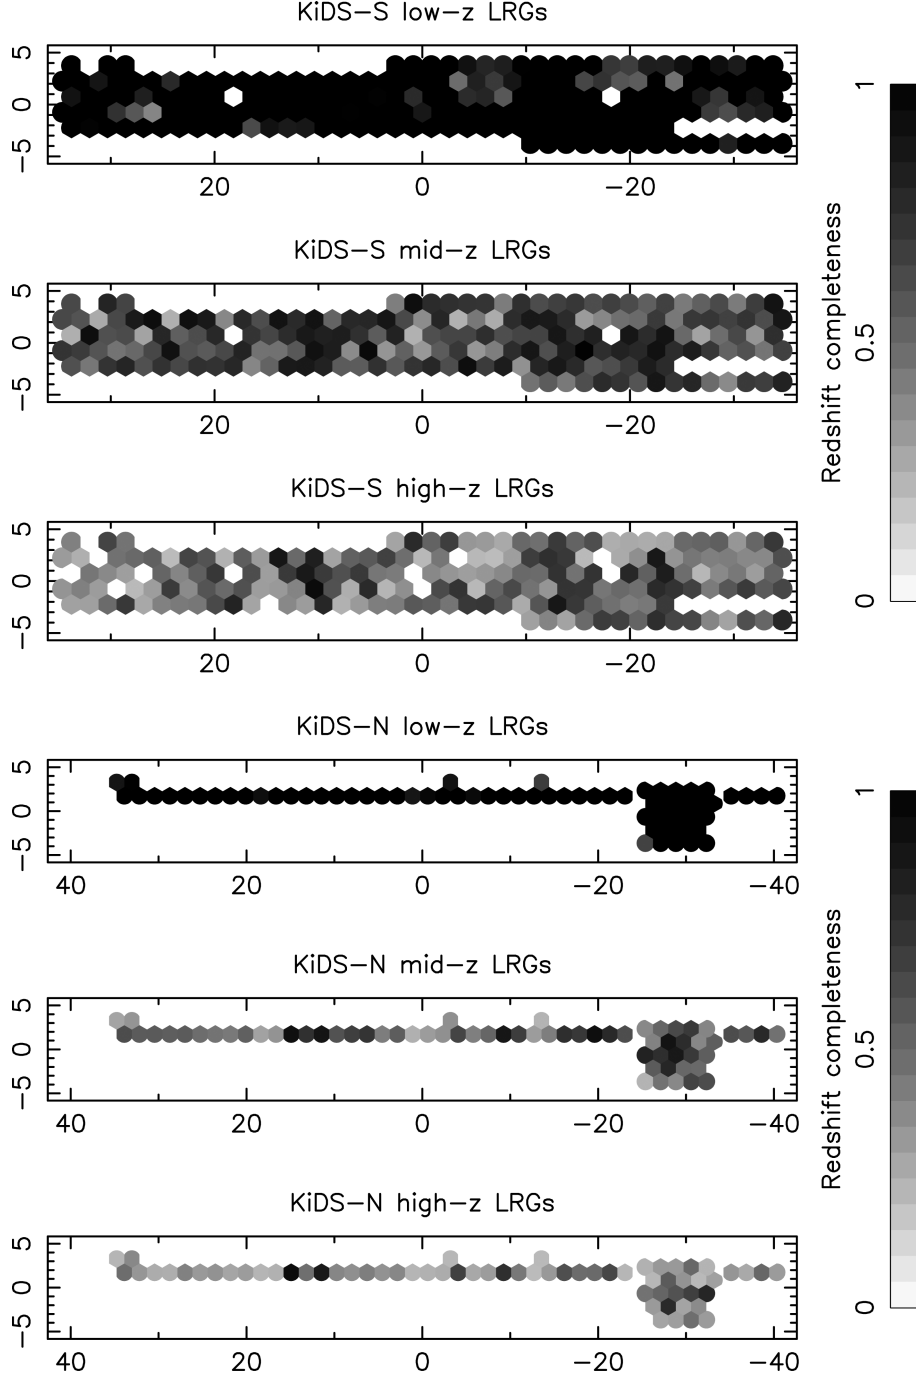 KiDS−S low−z LRGs
5
0
−5
20 0 −20
KiDS−S mid−z LRGs
5
0
−5
20 0 −20
KiDS−S high−z LRGs
5
0
−5
20 0 −20
1
0.5
0
Redshift completeness
KiDS−N low−z LRGs
5
0
−5
40 20 0 −20 −40
KiDS−N mid−z LRGs
5
0
−5
40 20 0 −20 −40
KiDS−N high−z LRGs
5
0
−5
40 20 0 −20 −40
1
0.5
0
Redshift completeness